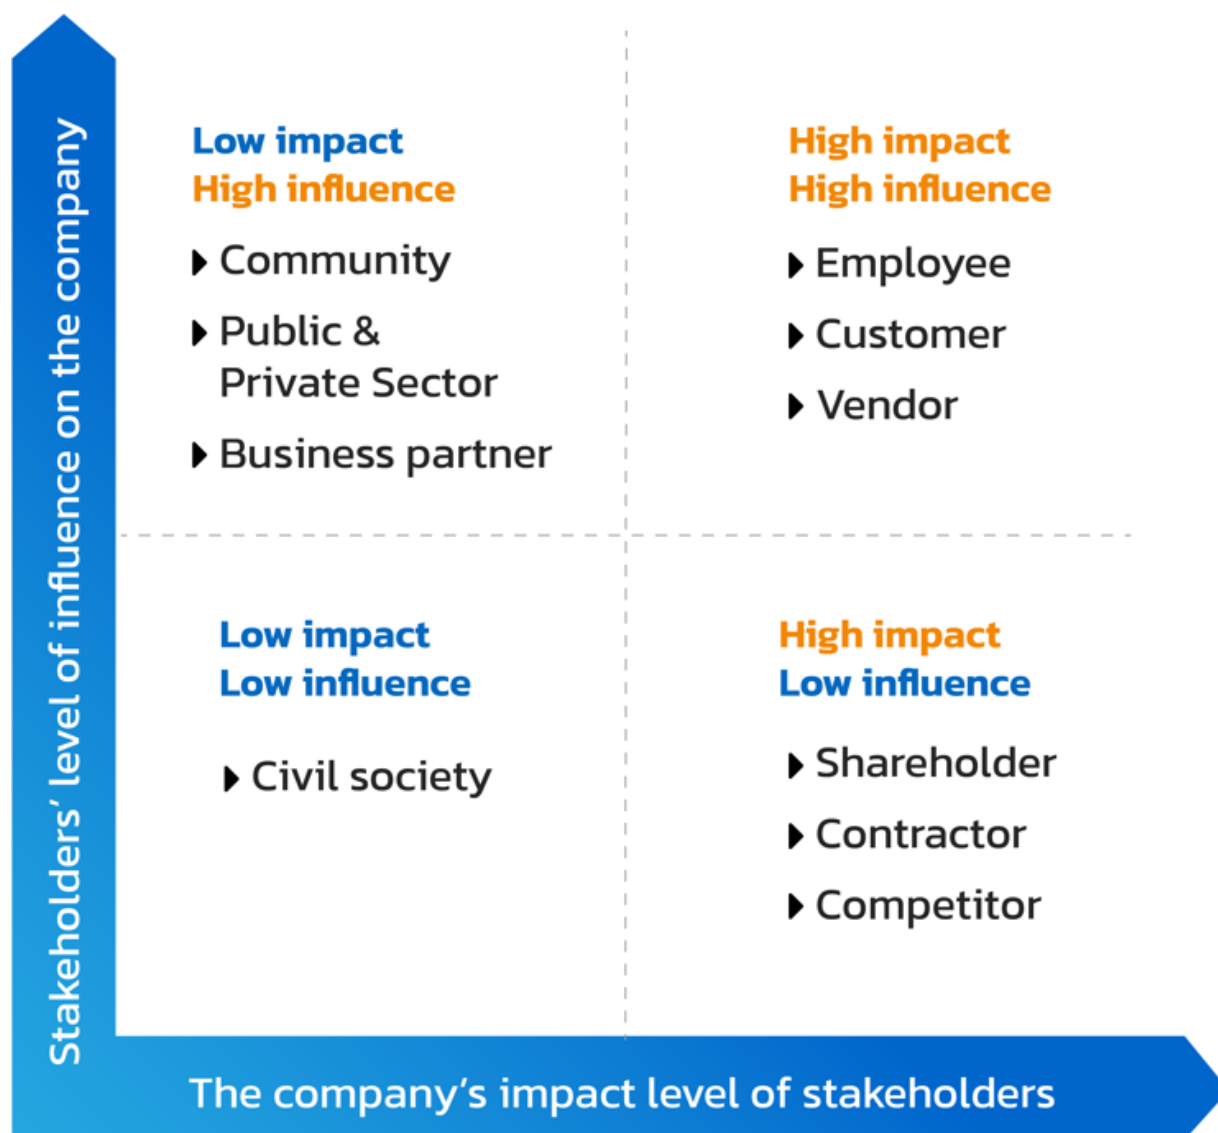 Stakeholders’ level of influence on the company
Low impact
High influence
Community
Public &
Private Sector
Business partner
High impact
High influence
Employee
Customer
Vendor
Low impact
Low influence
Civil society
High impact
Low influence
Shareholder
Contractor
Competitor
The company’s impact level of stakeholders